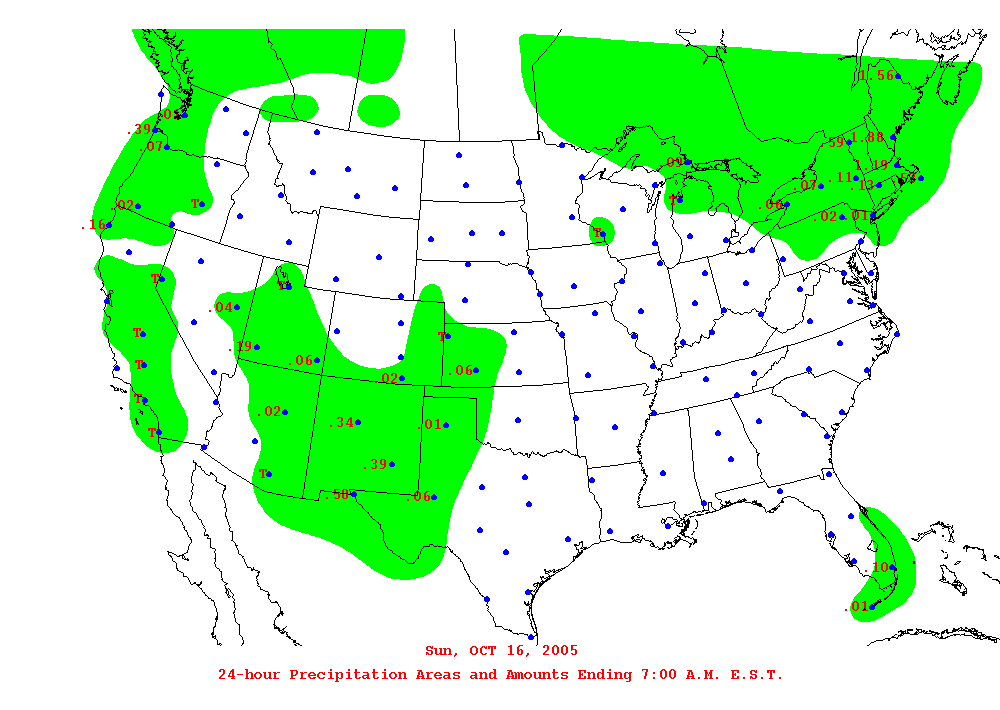 1.56
.05
.39
.59 1.88
.07
.09
1.19
.11 .13
.07
T
.02 T
.06
.02 .01
.16
T
T
T
.04
T
T
.19
.06
T
.06
.02
T
.02
.34
.01
T
.39
T
.50
.06
.10
.01
Sun, OCT 16, 2005
24-hour Precipitation Areas and Amounts Ending 7:00 A.M. E.S.T.